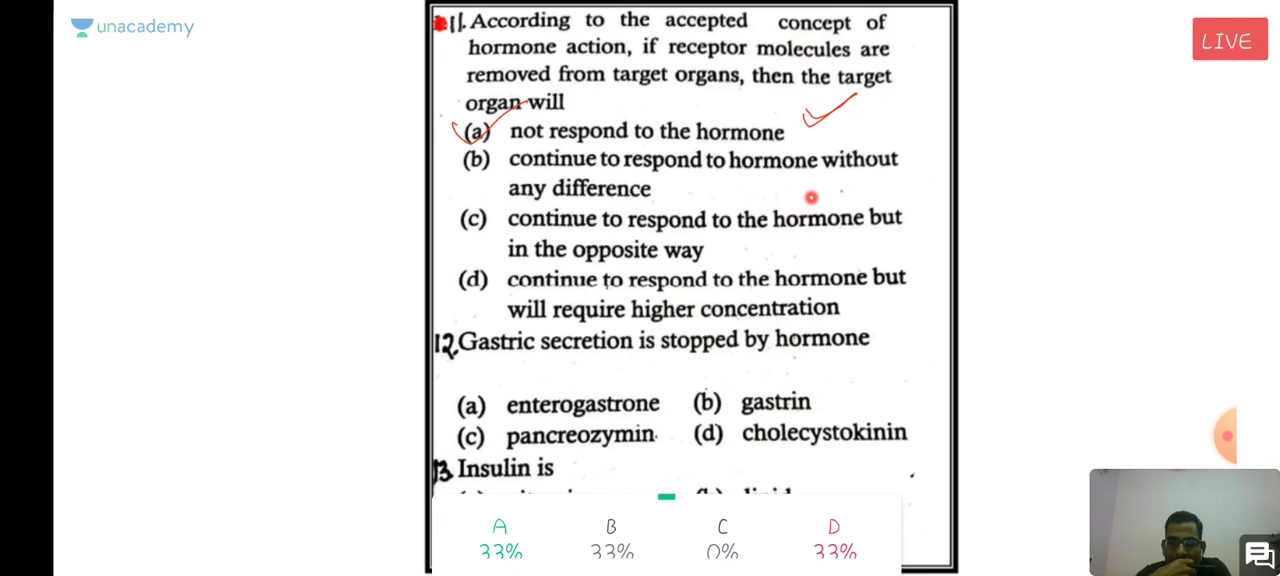 unacademy
LIVE
11. According to the accepted concept of
hormone action, if receptor molecules are
removed from target organs, then the target
organ will
(a) not respond to the hormone
(b) continue to respond to hormone without
any difference
(c) continue to respond to the hormone but
in the opposite way
(d) continue to respond to the hormone but
will require higher concentration
12. Gastric secretion is stopped by hormone
(a) enterogastrone (b) gastrin
(c) pancreozymin (d) cholecystokinin
13 Insulin is
A B C D
33% 33% 0% 33%